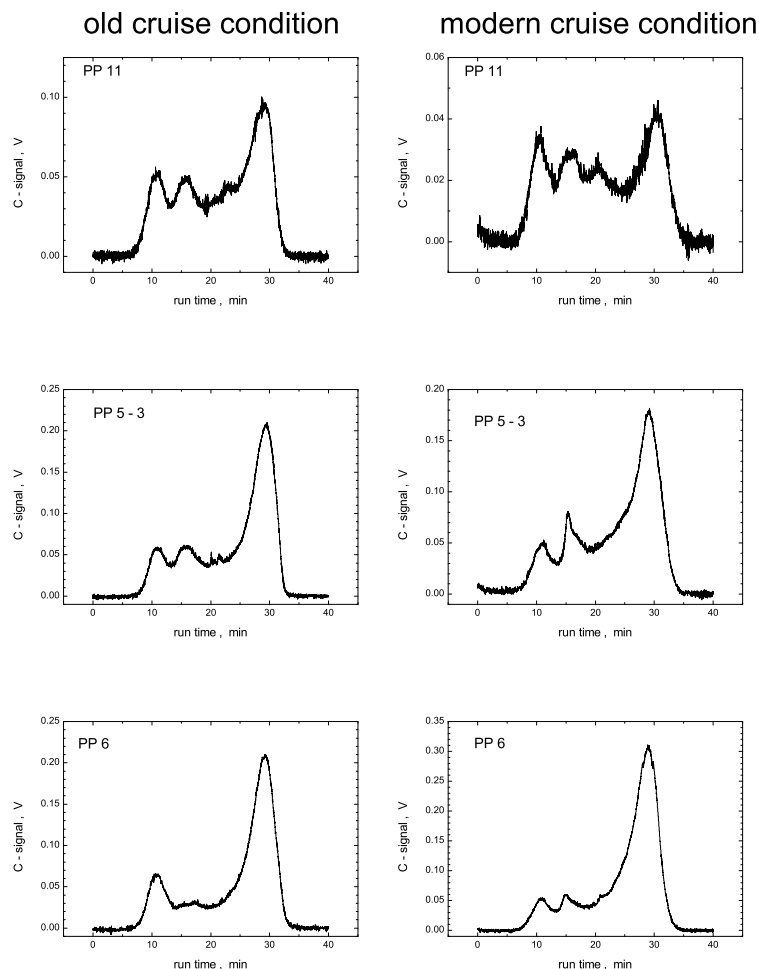 old cruise condition
modern cruise condition
PP 11
0.10
0.05
0.00
C - signal , V
0 10 20 30 40
run time , min
PP 11
0.06
0.04
0.02
0.00
C - signal , V
0 10 20 30 40
run time , min
PP 5 - 3
0.25
0.20
0.15
0.10
0.05
0.00
C - signal , V
0 10 20 30 40
run time , min
PP 5 - 3
0.20
0.15
0.10
0.05
0.00
C - signal , V
0 10 20 30 40
run time , min
PP 6
0.25
0.20
0.15
0.10
0.05
0.00
C - signal , V
0 10 20 30 40
run time , min
PP 6
0.35
0.30
0.25
0.20
0.15
0.10
0.05
0.00
C - signal , V
0 10 20 30 40
run time , min